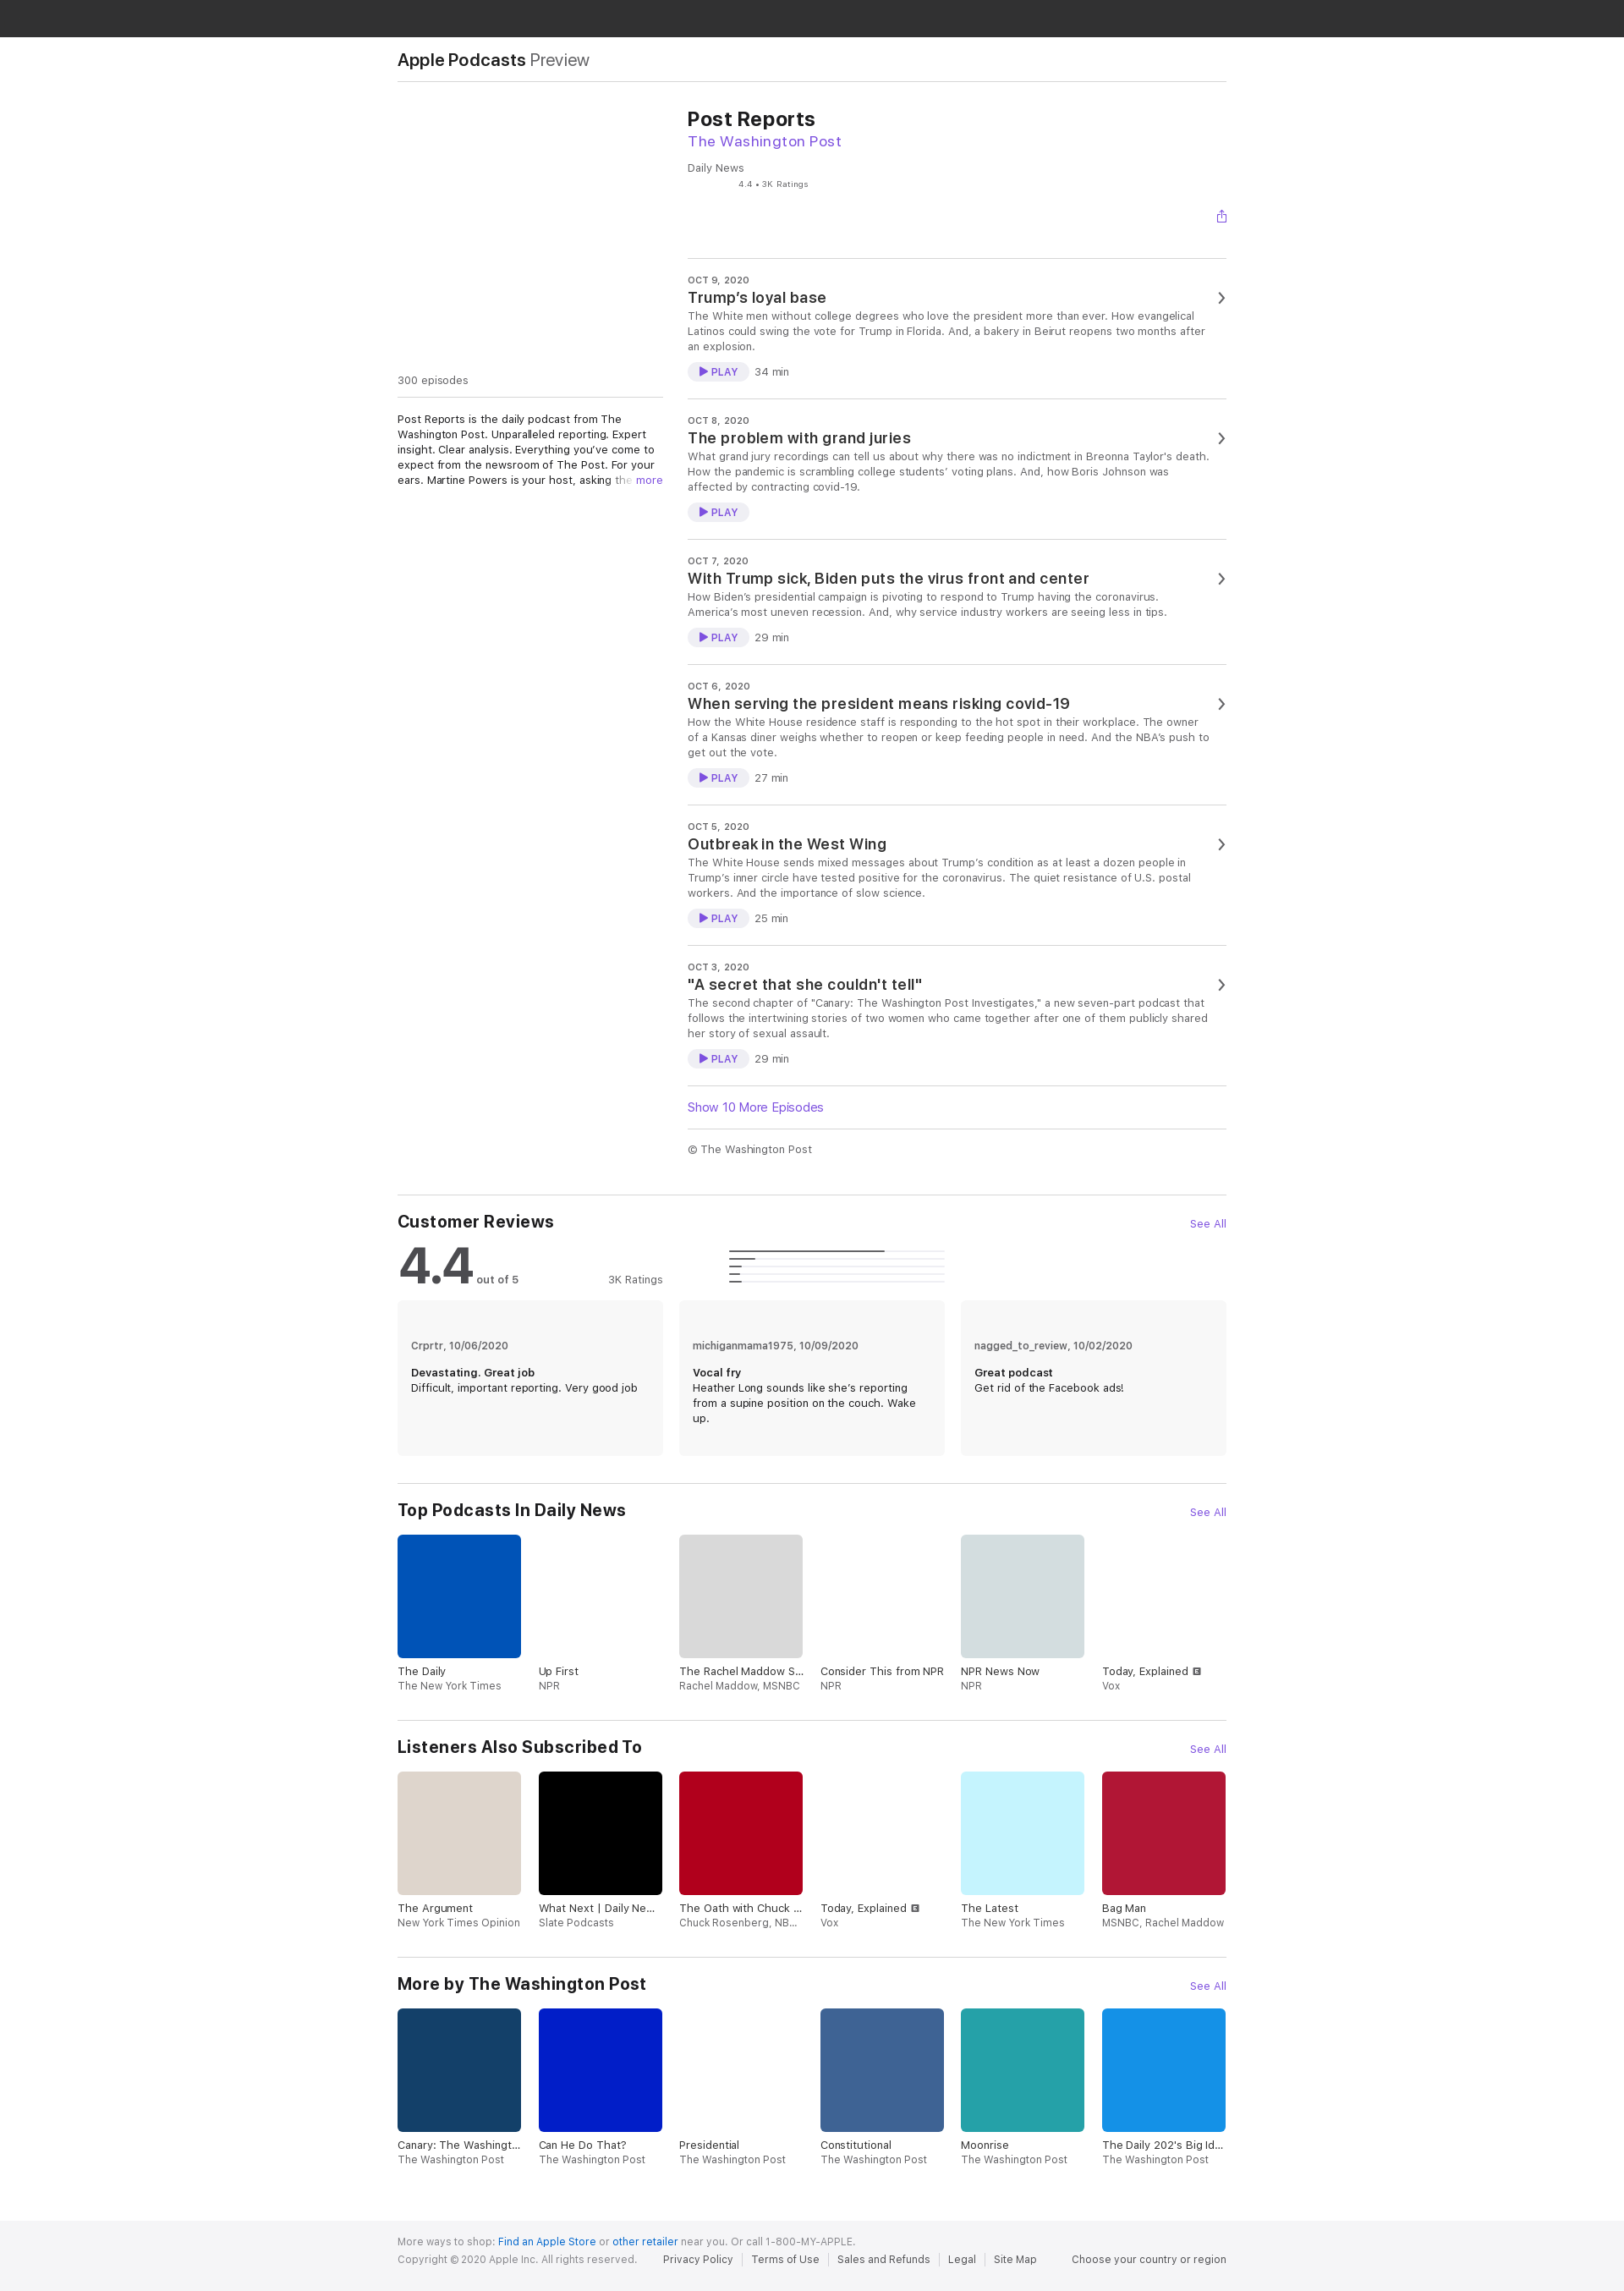 Apple Podcasts Preview
Post Reports
The Washington Post
Daily News
4.4 • 3K Ratings
300 episodes
Post Reports is the daily podcast from The
Washington Post. Unparalleled reporting. Expert
insight. Clear analysis. Everything you’ve come to
expect from the newsroom of The Post. For your
ears. Martine Powers is your host, asking the more
OCT 9, 2020
Trump’s loyal base
The White men without college degrees who love the president more than ever. How evangelical
Latinos could swing the vote for Trump in Florida. And, a bakery in Beirut reopens two months after
an explosion.
PLAY 34 min
OCT 8, 2020
The problem with grand juries
What grand jury recordings can tell us about why there was no indictment in Breonna Taylor's death.
How the pandemic is scrambling college students’ voting plans. And, how Boris Johnson was
affected by contracting covid-19.
PLAY
OCT 7, 2020
With Trump sick, Biden puts the virus front and center
How Biden’s presidential campaign is pivoting to respond to Trump having the coronavirus.
America’s most uneven recession. And, why service industry workers are seeing less in tips.
PLAY 29 min
OCT 6, 2020
When serving the president means risking covid-19
How the White House residence staff is responding to the hot spot in their workplace. The owner
of a Kansas diner weighs whether to reopen or keep feeding people in need. And the NBA’s push to
get out the vote.
PLAY 27 min
OCT 5, 2020
Outbreak in the West Wing
The White House sends mixed messages about Trump’s condition as at least a dozen people in
Trump’s inner circle have tested positive for the coronavirus. The quiet resistance of U.S. postal
workers. And the importance of slow science.
PLAY 25 min
OCT 3, 2020
"A secret that she couldn't tell"
The second chapter of "Canary: The Washington Post Investigates," a new seven-part podcast that
follows the intertwining stories of two women who came together after one of them publicly shared
her story of sexual assault.
PLAY 29 min
Show 10 More Episodes
© The Washington Post
Customer Reviews See All
4.4 out of 5 3K Ratings
Crprtr, 10/06/2020
Devastating. Great job
Difficult, important reporting. Very good job
michiganmama1975, 10/09/2020
Vocal fry
Heather Long sounds like she’s reporting
from a supine position on the couch. Wake
up.
nagged_to_review, 10/02/2020
Great podcast
Get rid of the Facebook ads!
Top Podcasts In Daily News See All
The Daily
The New York Times
Up First
NPR
The Rachel Maddow S...
Rachel Maddow, MSNBC
Consider This from NPR
NPR
NPR News Now
NPR
Today, Explained E
Vox
Listeners Also Subscribed To See All
The Argument
New York Times Opinion
What Next | Daily Ne...
Slate Podcasts
The Oath with Chuck ...
Chuck Rosenberg, NB...
Today, Explained E
Vox
The Latest
The New York Times
Bag Man
MSNBC, Rachel Maddow
More by The Washington Post See All
Canary: The Washingt...
The Washington Post
Can He Do That?
The Washington Post
Presidential
The Washington Post
Constitutional
The Washington Post
Moonrise
The Washington Post
The Daily 202's Big Id...
The Washington Post
More ways to shop: Find an Apple Store or other retailer near you. Or call 1-800-MY-APPLE.
Copyright © 2020 Apple Inc. All rights reserved. Privacy Policy Terms of Use Sales and Refunds Legal Site Map Choose your country or region